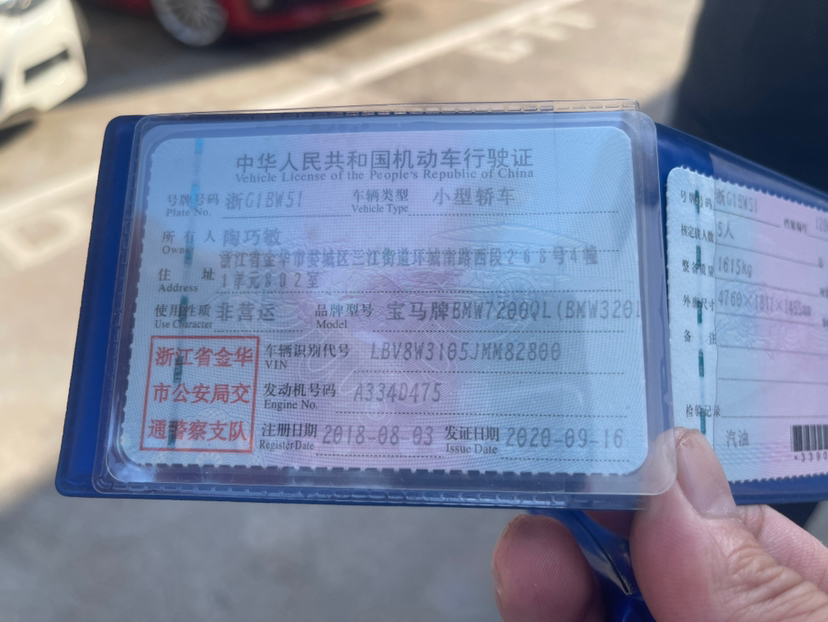 中华人民共和国机动车行驶证
Vehicle License of the People's Republic of China
号牌号码 浙G1BW51 车辆类型 小型轿车
Plate No. Vehicle Type
所有人 陶巧敏
Owner
住址 浙江省金华市婺城区三江街道环城南路西段268号4幢
Address 1单元802室
使用性质 非营运 品牌型号 宝马牌BMW7200QL(BMW320l
Use Character Model
浙江省金华
市公安局交
通警察支队
车辆识别代号 LBV8W3105JMM82800
VIN
发动机号码 A334D475
Engine No.
注册日期 2018-08-03 发证日期 2020-09-16
Register Date Issue Date
号牌号码 浙G1BW51 档案编号
核定载人数 5人
整备质量 1615kg
外廓尺寸
备注
检验记录
汽油